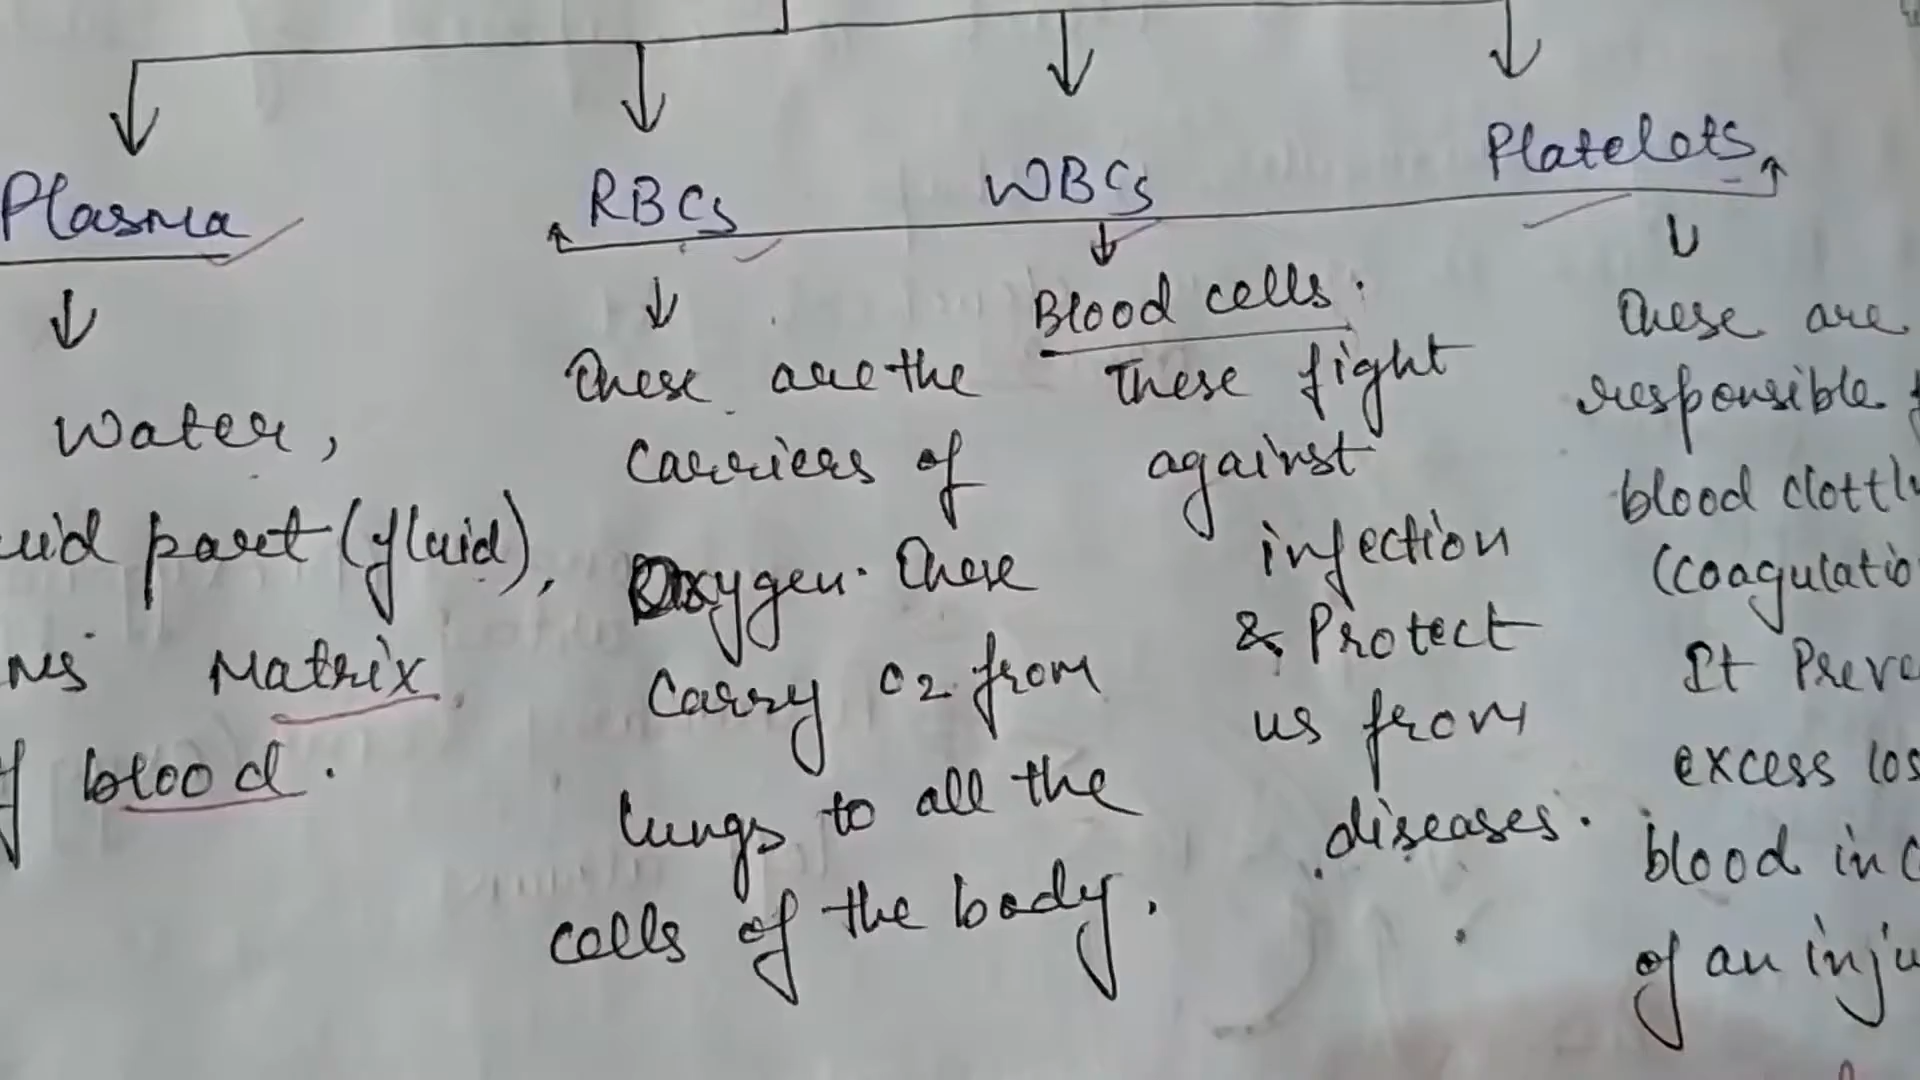 Plasma
Water,
uid part (fluid),
ms Matrix
of blood.
RBCs
These are the
carriers of
Oxygen. These
Carry O2 from
lungs to all the
cells of the body.
WBCs
Blood cells.
These fight
against
infection
& Protect
us from
diseases.
Platelets
These are
responsible f
blood clotti
(coagulatio
It Preve
excess los
blood in c
of an inju